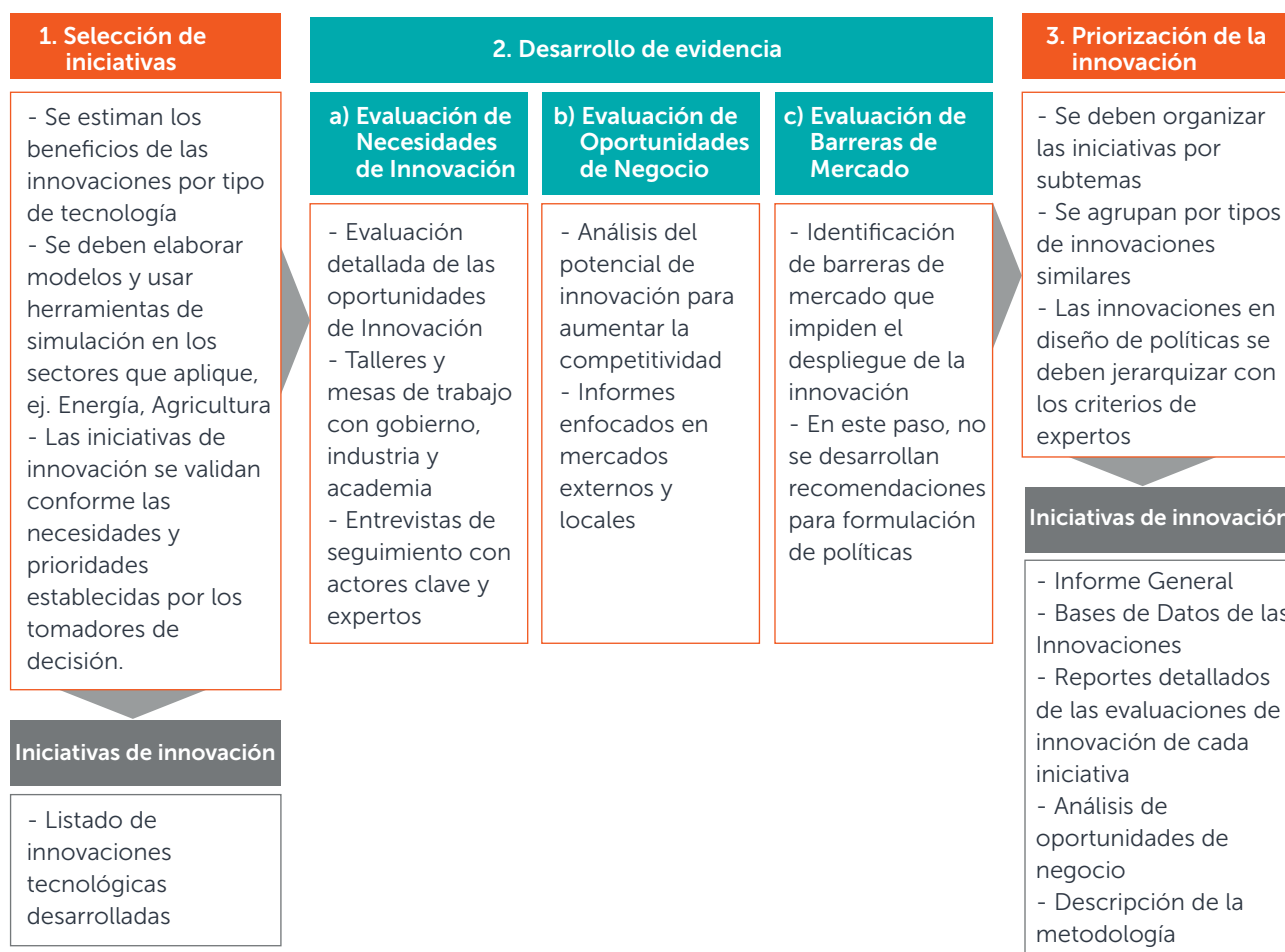 1. Selección de
iniciativas
- Se estiman los
beneficios de las
innovaciones por tipo
de tecnología
- Se deben elaborar
modelos y usar
herramientas de
simulación en los
sectores que aplique,
ej. Energía, Agricultura
- Las iniciativas de
innovación se validan
conforme las
necesidades y
prioridades
establecidas por los
tomadores de
decisión.
Iniciativas de innovación
- Listado de
innovaciones
tecnológicas
desarrolladas
2. Desarrollo de evidencia
a) Evaluación de
Necesidades
de Innovación
- Evaluación
detallada de las
oportunidades
de Innovación
- Talleres y
mesas de trabajo
con gobierno,
industria y
academia
- Entrevistas de
seguimiento con
actores clave y
expertos
b) Evaluación de
Oportunidades
de Negocio
- Análisis del
potencial de
innovación para
aumentar la
competitividad
- Informes
enfocados en
mercados
externos y
locales
c) Evaluación de
Barreras de
Mercado
- Identificación
de barreras de
mercado que
impiden el
despliegue de la
innovación
- En este paso, no
se desarrollan
recomendaciones
para formulación
de políticas
3. Priorización de la
innovación
- Se deben organizar
las iniciativas por
subtemas
- Se agrupan por tipos
de innovaciones
similares
- Las innovaciones en
diseño de políticas se
deben jerarquizar con
los criterios de
expertos
Iniciativas de innovación
- Informe General
- Bases de Datos de las
Innovaciones
- Reportes detallados
de las evaluaciones de
innovación de cada
iniciativa
- Análisis de
oportunidades de
negocio
- Descripción de la
metodología